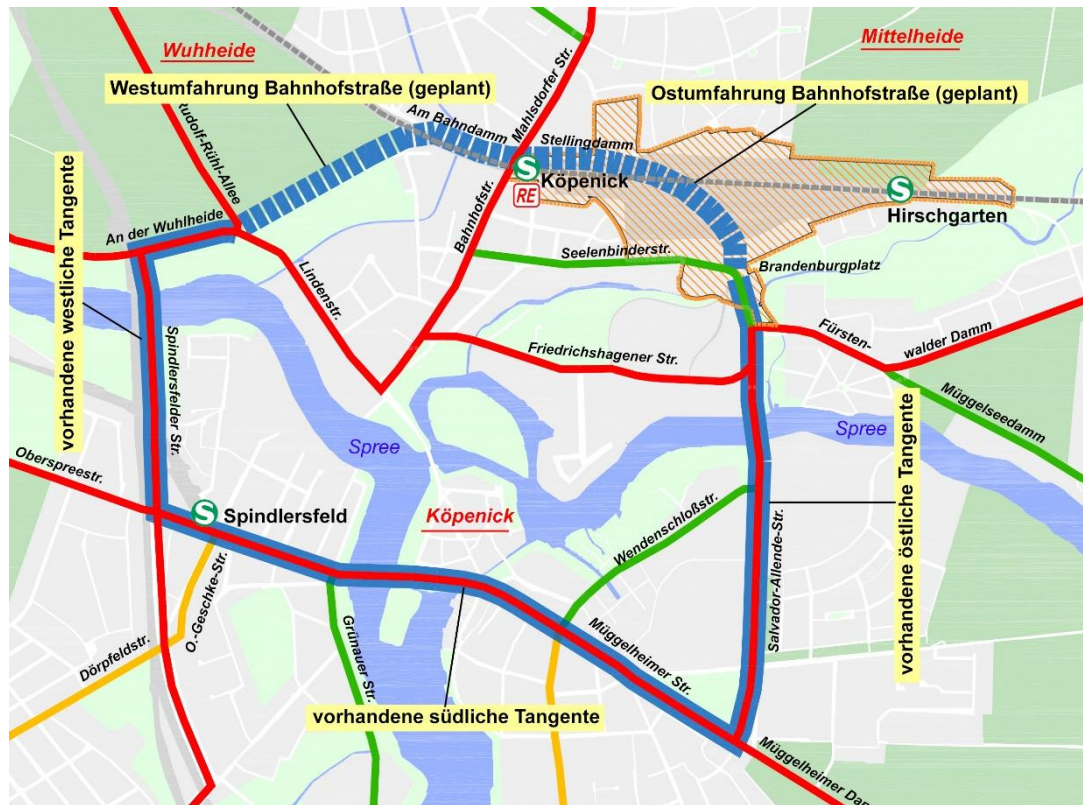 Wuhheide
Mittelheide
Westumfahrung Bahnhofstraße (geplant)
Ostumfahrung Bahnhofstraße (geplant)
Rudolf-Rühl-Allee
Am Bahndamm
Mahlsdorfer Str.
Stellingdamm
S
Köpenick
RE
S
Hirschgarten
An der Wuhlheide
Bahnhofstr.
Seelenbinderstr.
Brandenburgplatz
vorhandene westliche Tangente
Lindenstr.
Spindlersfelder Str.
Friedrichshagener Str.
Fürsten-
walder Damm
Müggelseedamm
Spree
Spree
Oberspreestr.
S
Spindlersfeld
Köpenick
Wendenschloßstr.
Salvador-Allende-Str.
vorhandene östliche Tangente
O.-Geschke-Str.
Dörpfeldstr.
Grünauer Str.
Müggelheimer Str.
vorhandene südliche Tangente
Müggelheimer Dar